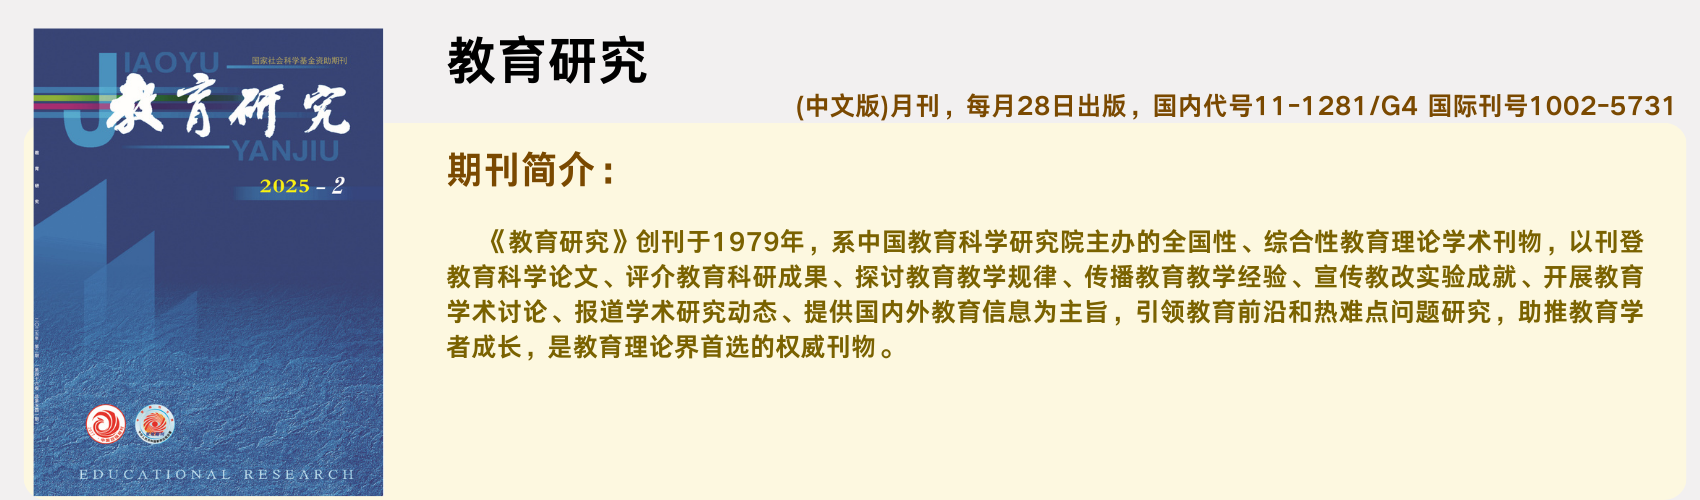 JIAOYU
国家社会科学基金资助期刊
教育研究
YANJIU
2025-2
EDUCATIONAL RESEARCH
教育研究
(中文版)月刊，每月28日出版，国内代号11-1281/G4 国际刊号1002-5731
期刊简介：
《教育研究》创刊于1979年，系中国教育科学研究院主办的全国性、综合性教育理论学术刊物，以刊登
教育科学论文、评介教育科研成果、探讨教育教学规律、传播教育教学经验、宣传教改实验成就、开展教育
学术讨论、报道学术研究动态、提供国内外教育信息为主旨，引领教育前沿和热难点问题研究，助推教育学
者成长，是教育理论界首选的权威刊物。